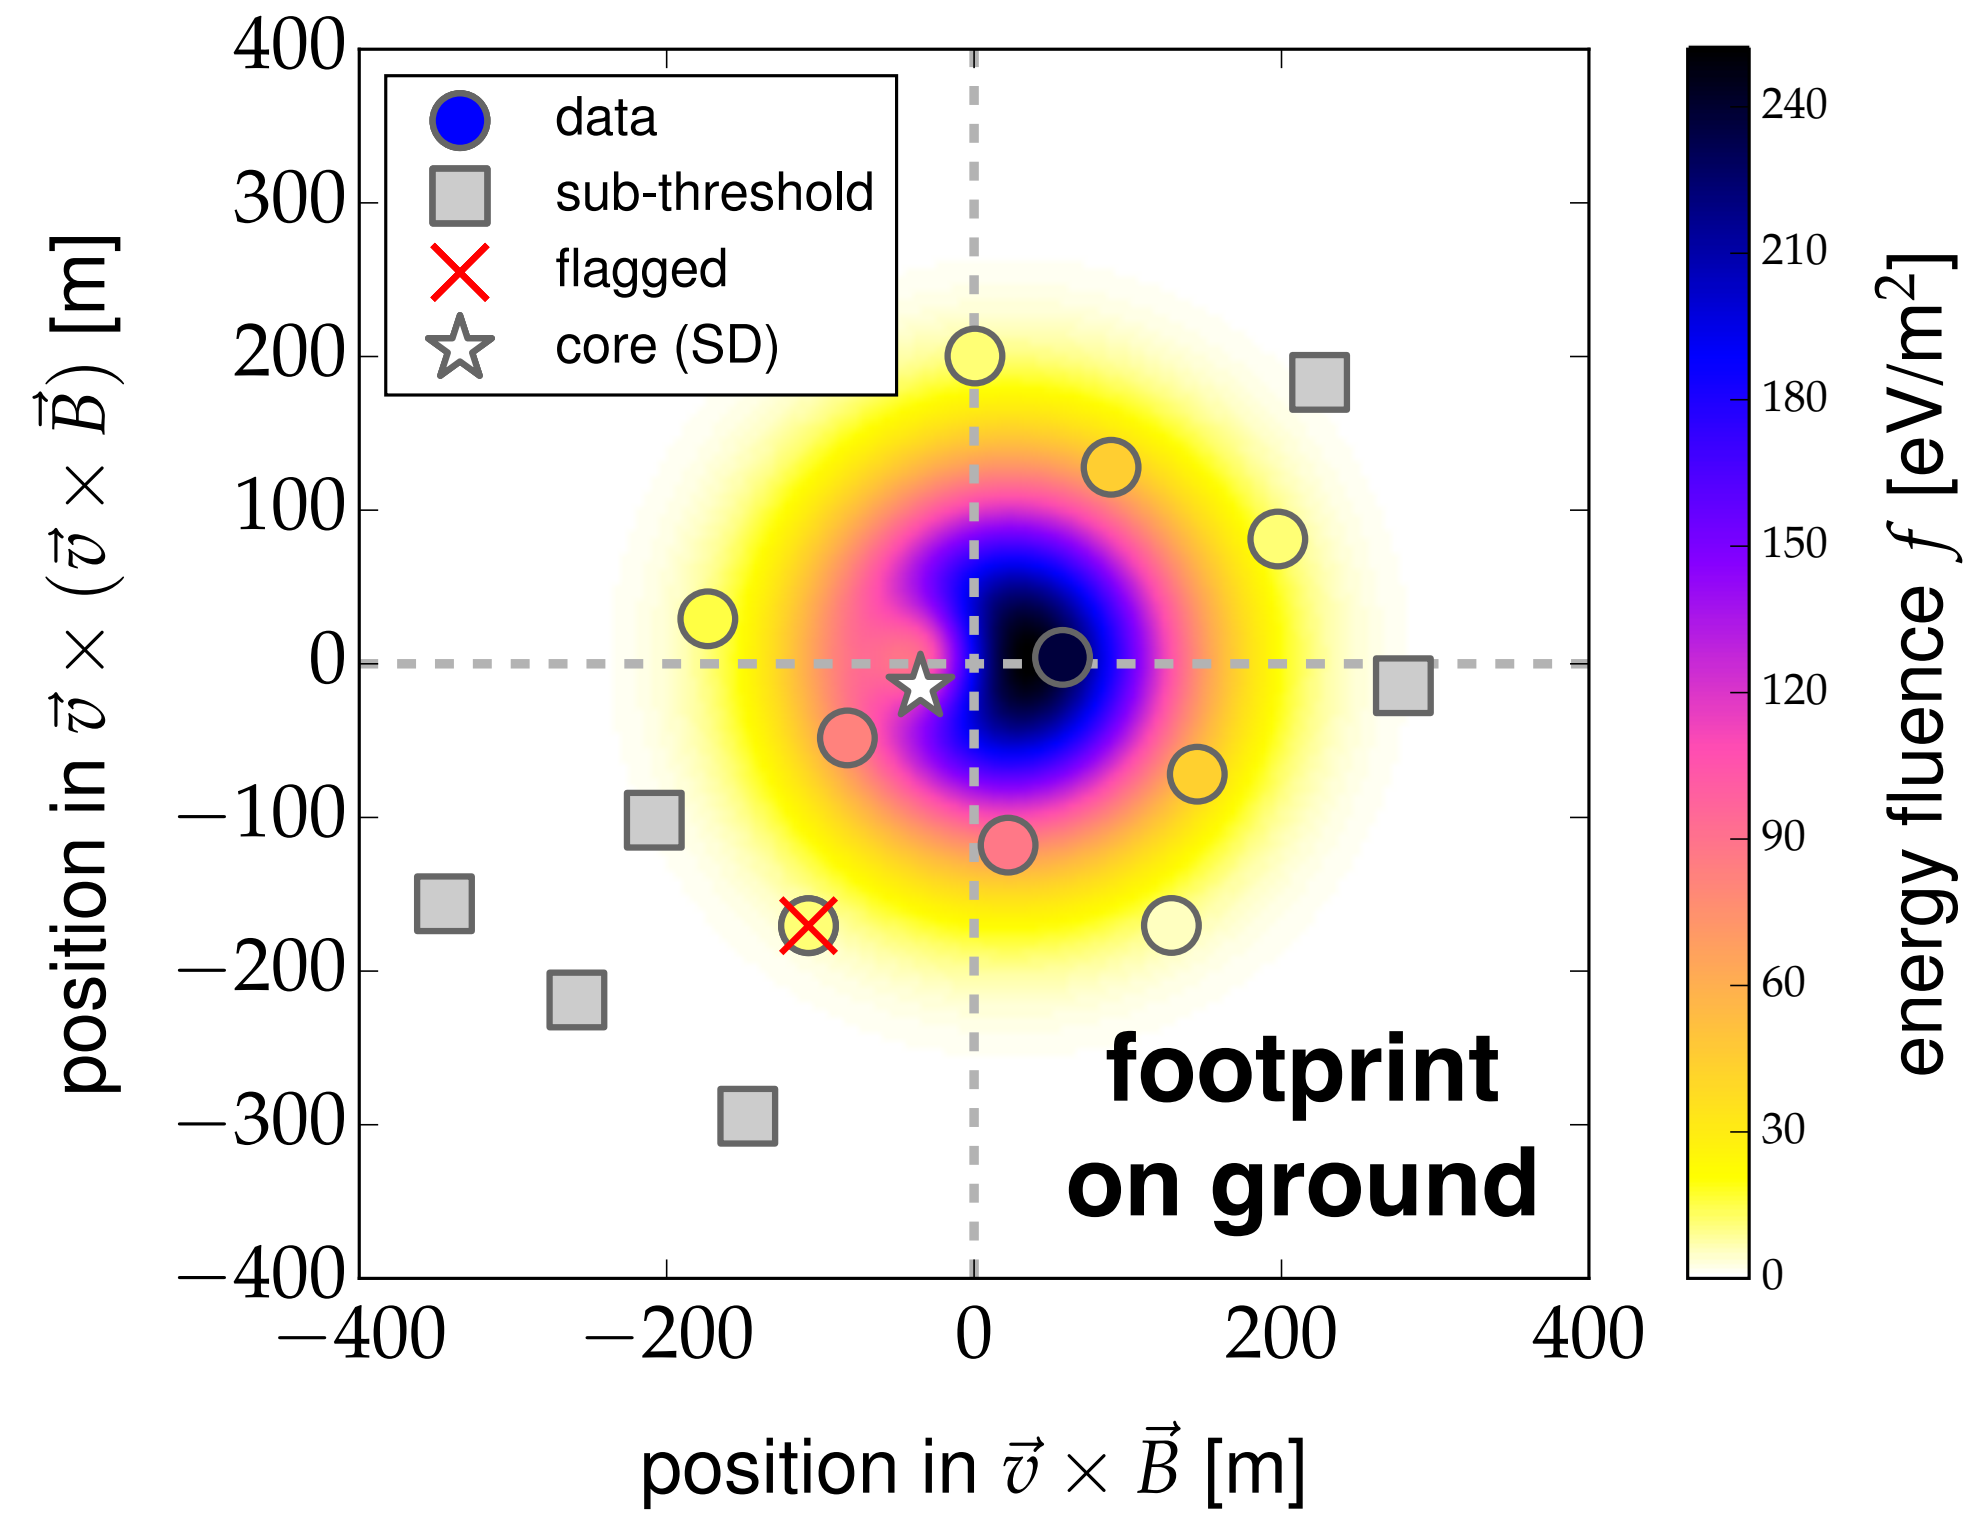 400
300
200
100
0
−100
−200
−300
−400
position in v⃗ × (v⃗ × B⃗) [m]
data
sub-threshold
flagged
core (SD)
footprint
on ground
−400 −200 0 200 400
position in v⃗ × B⃗ [m]
240
210
180
150
120
90
60
30
0
energy fluence f [eV/m²]